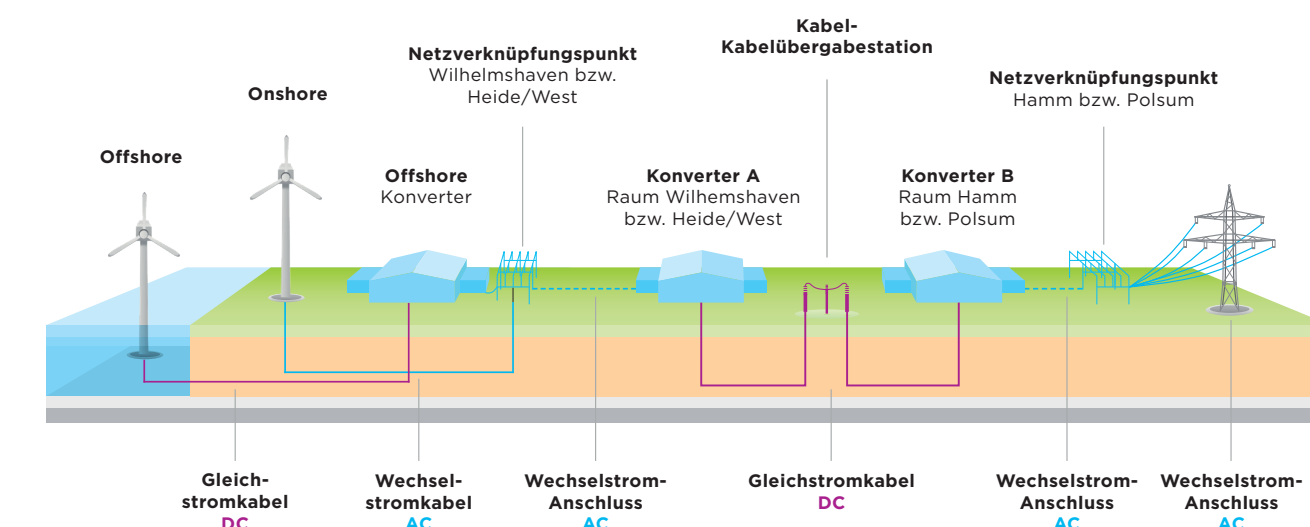 Kabel-
Kabelübergabestation
Netzverknüpfungspunkt
Wilhelmshaven bzw.
Heide/West
Netzverknüpfungspunkt
Hamm bzw. Polsum
Onshore
Offshore
Offshore
Konverter
Konverter A
Raum Wilhemshaven
bzw. Heide/West
Konverter B
Raum Hamm
bzw. Polsum
Gleich-
stromkabel
DC
Wechsel-
stromkabel
AC
Wechselstrom-
Anschluss
AC
Gleichstromkabel
DC
Wechselstrom-
Anschluss
AC
Wechselstrom-
Anschluss
AC